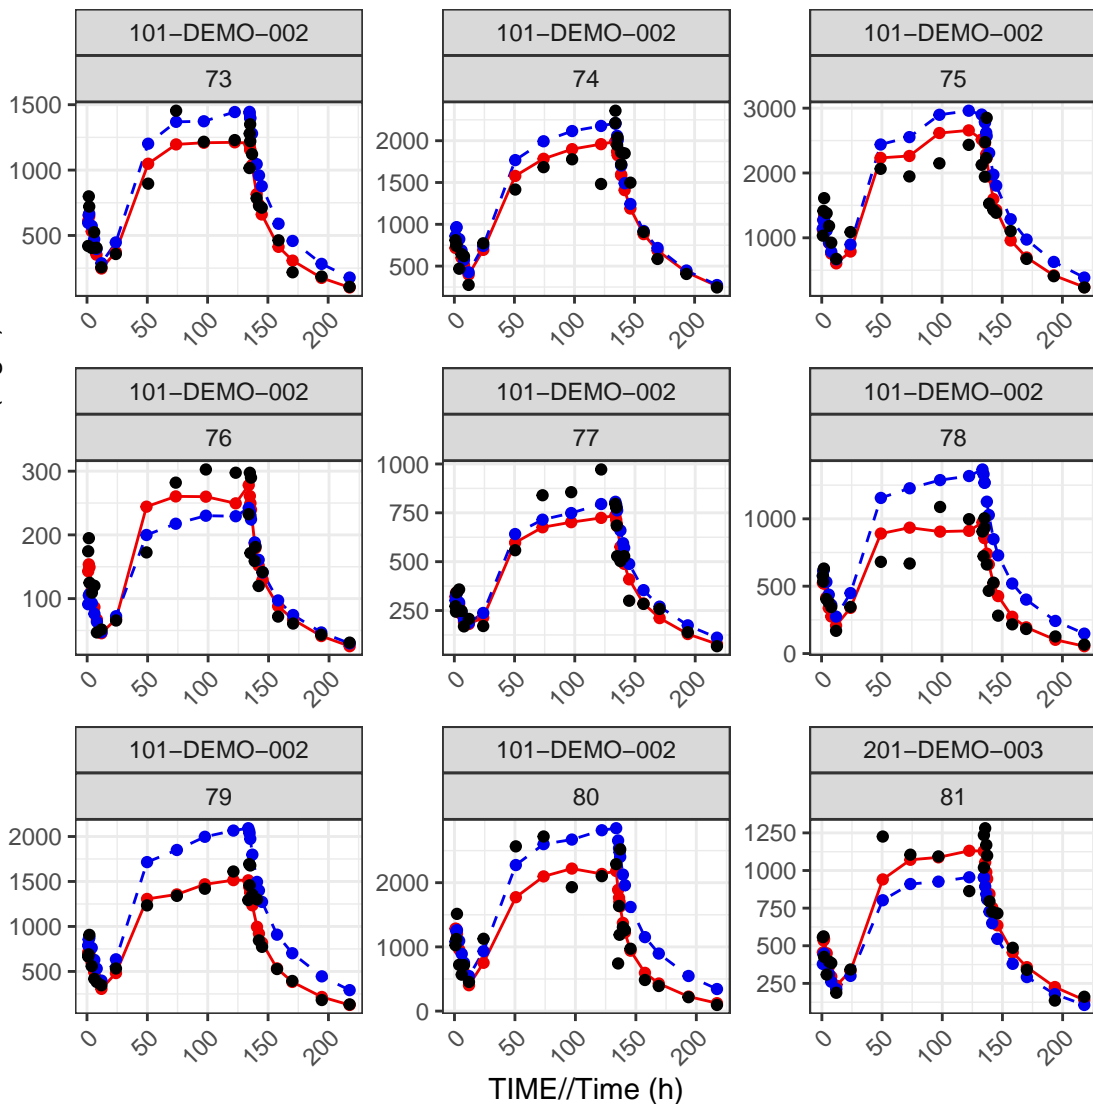 101−DEMO−002 101−DEMO−002 101−DEMO−002
73 74 75
1500 1000 500
2000 1500 1000 500
3000 2000 1000
0 50 100 150 200 0 50 100 150 200 0 50 100 150 200
101−DEMO−002 101−DEMO−002 101−DEMO−002
76 77 78
300 200 100
1000 750 500 250
1000 500 0
0 50 100 150 200 0 50 100 150 200 0 50 100 150 200
101−DEMO−002 101−DEMO−002 201−DEMO−003
79 80 81
2000 1500 1000 500
2000 1000 0
1250 1000 750 500 250
0 50 100 150 200 0 50 100 150 200 0 50 100 150 200
TIME//Time (h)